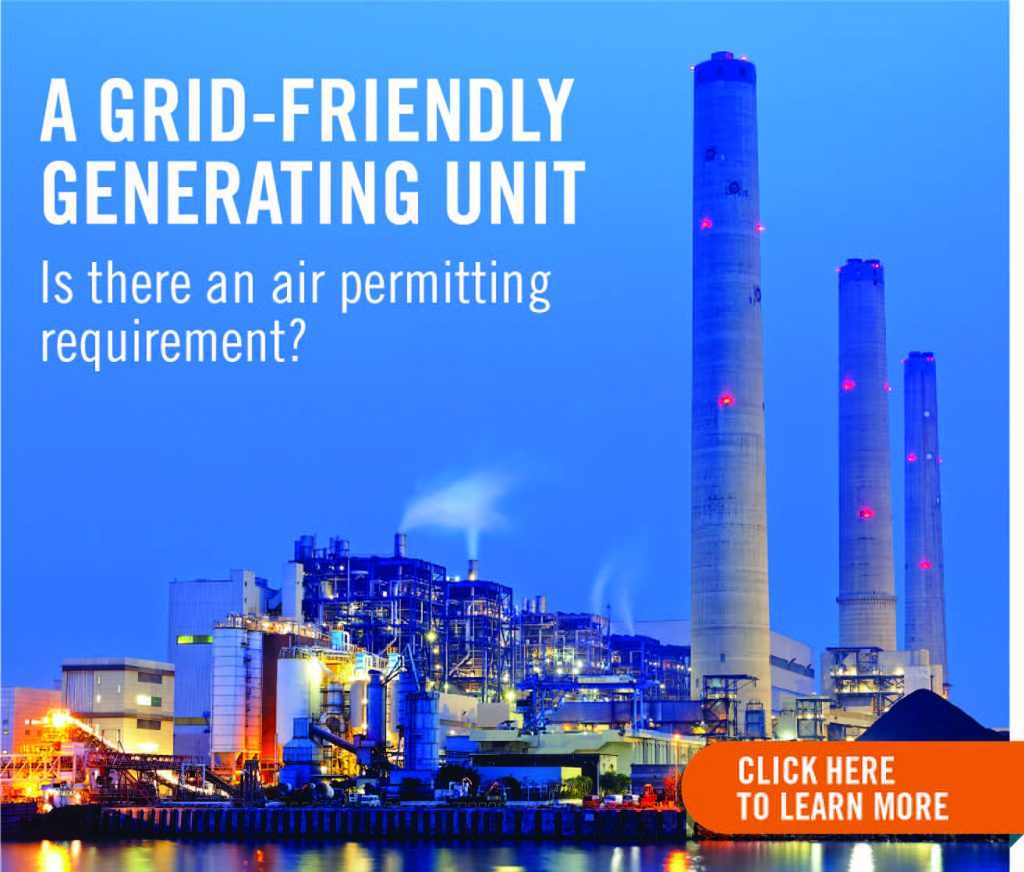 A GRID-FRIENDLY
GENERATING UNIT
Is there an air permitting
requirement?
CLICK HERE
TO LEARN MORE